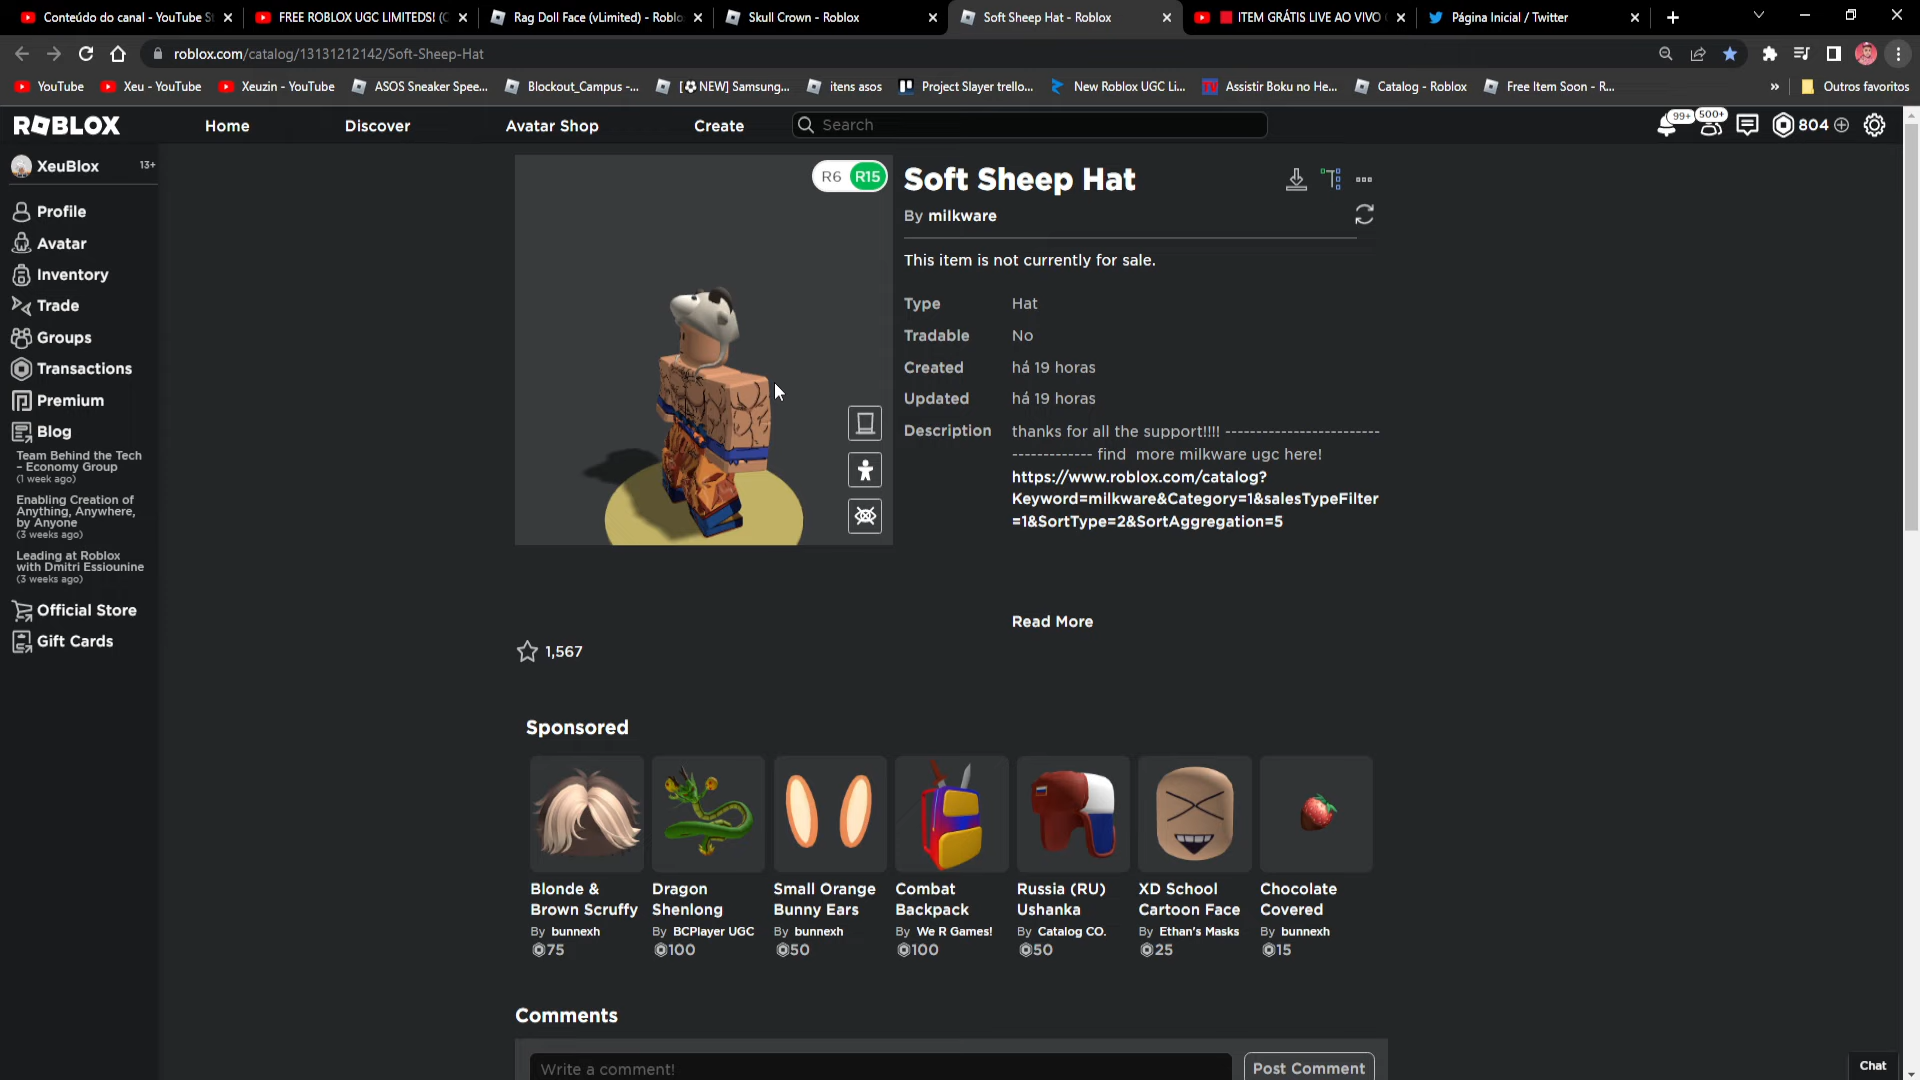 Conteúdo do canal - YouTube S
FREE ROBLOX UGC LIMITEDS! (
Rag Doll Face (vLimited) - Roblo
Skull Crown - Roblox
Soft Sheep Hat - Roblox
ITEM GRÁTIS LIVE AO VIVO
Página Inicial / Twitter
roblox.com/catalog/13131212142/Soft-Sheep-Hat
YouTube
Xeu - YouTube
Xeuzin - YouTube
ASOS Sneaker Spee...
Blockout_Campus -...
[⚽NEW] Samsung...
itens asos
Project Slayer trello...
New Roblox UGC Li...
Assistir Boku no He...
Catalog - Roblox
Free Item Soon - R...
»
Outros favoritos
ROBLOX
Home
Discover
Avatar Shop
Create
Search
99+
500+
804
XeuBlox
13+
Profile
Avatar
Inventory
Trade
Groups
Transactions
Premium
Blog
Team Behind the Tech
– Economy Group
(1 week ago)
Enabling Creation of
Anything, Anywhere,
by Anyone
(3 weeks ago)
Leading at Roblox
with Dmitri Essiounine
(3 weeks ago)
Official Store
Gift Cards
R6 R15
Soft Sheep Hat
By milkware
This item is not currently for sale.
Type Hat
Tradable No
Created há 19 horas
Updated há 19 horas
Description thanks for all the support!!!! ------------------------
------------- find more milkware ugc here!
https://www.roblox.com/catalog?
Keyword=milkware&Category=1&salesTypeFilter
=1&SortType=2&SortAggregation=5
Read More
1,567
Sponsored
Blonde &
Brown Scruffy
By bunnexh
75
Dragon
Shenlong
By BCPlayer UGC
100
Small Orange
Bunny Ears
By bunnexh
50
Combat
Backpack
By We R Games!
100
Russia (RU)
Ushanka
By Catalog CO.
50
XD School
Cartoon Face
By Ethan's Masks
25
Chocolate
Covered
By bunnexh
15
Comments
Write a comment!
Post Comment
Chat